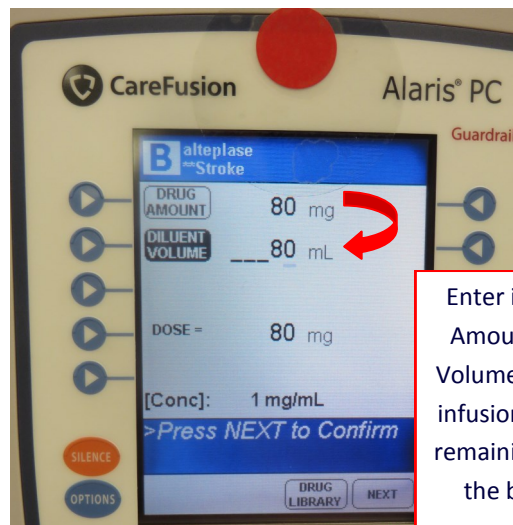 CareFusion
Alaris® PC
Guardrail
B alteplase
Stroke
DRUG AMOUNT 80 mg
DILUENT VOLUME ___80 mL
DOSE = 80 mg
[Conc]: 1 mg/mL
>Press NEXT to Confirm
SILENCE
OPTIONS
DRUG LIBRARY
NEXT
Enter
Amou
Volume
infusion
remaini
the b